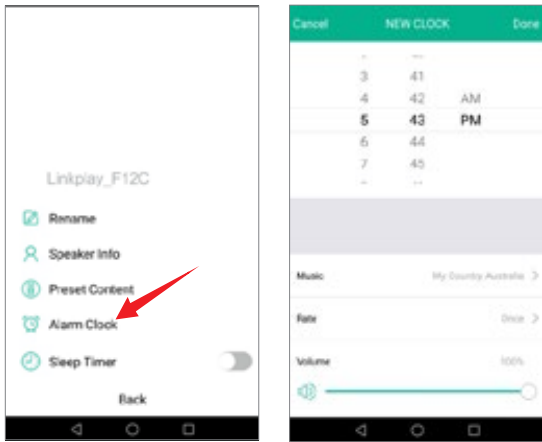 Linkplay_F12C
Rename
Speaker Info
Preset Content
Alarm Clock
Sleep Timer
Back
Cancel NEW CLOCK Done
3 41
4 42 AM
5 43 PM
6 44
7 45
Music My Country Australia
Rate Once
Volume 100%